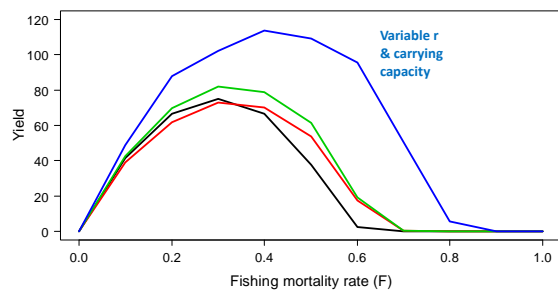 120
100
80
60
40
20
0
Yield
Variable r
& carrying
capacity
0.0 0.2 0.4 0.6 0.8 1.0
Fishing mortality rate (F)